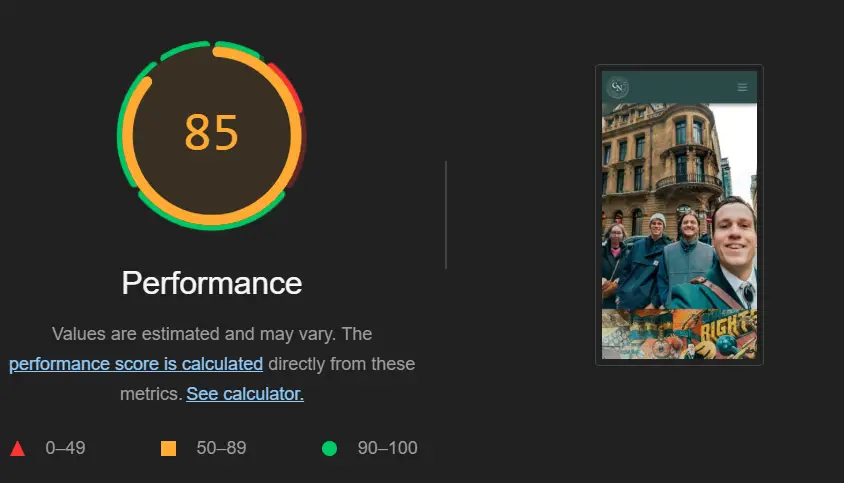 85
Performance
Values are estimated and may vary. The
performance score is calculated directly from these
metrics. See calculator.
0–49
50–89
90–100
RIGHT